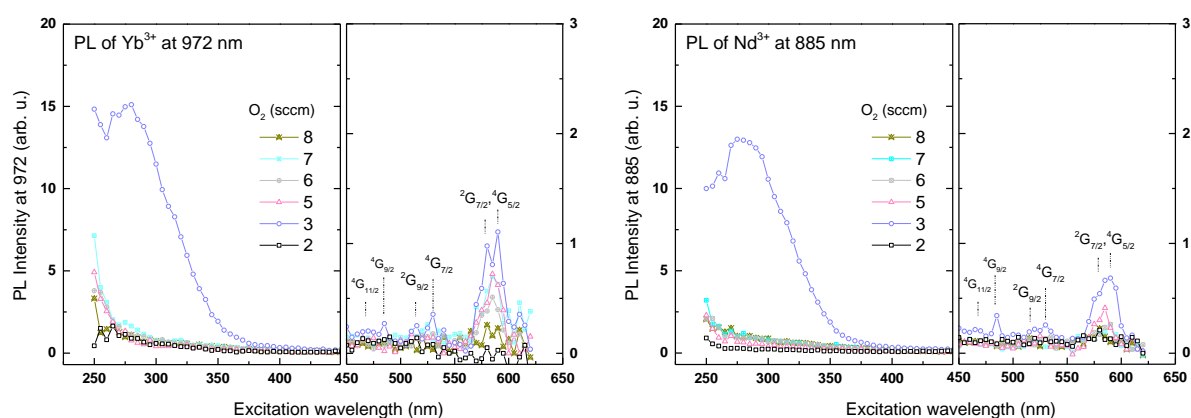 PL of Yb³⁺ at 972 nm
PL Intensity at 972 (arb. u.)
20
15
10
5
0
O₂ (sccm)
8
7
6
5
3
2
250
300
350
400
450
500
550
600
650
3
2
1
0
⁴G₁₁/₂
⁴G₉/₂
²G₉/₂
⁴G₇/₂
²G₇/₂,⁴G₅/₂
Excitation wavelength (nm)
PL of Nd³⁺ at 885 nm
PL Intensity at 885 (arb. u.)
20
15
10
5
0
O₂ (sccm)
8
7
6
5
3
2
250
300
350
400
450
500
550
600
650
3
2
1
0
⁴G₁₁/₂
⁴G₉/₂
²G₉/₂
⁴G₇/₂
²G₇/₂,⁴G₅/₂
Excitation wavelength (nm)